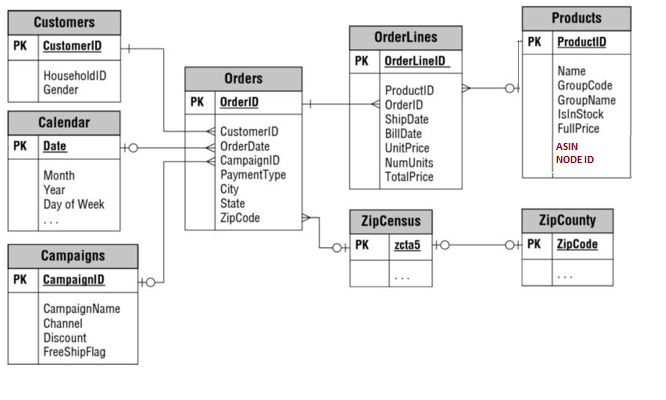 Customers
PK CustomerID
HouseholdID
Gender
Calendar
PK Date
Month
Year
Day of Week
. . .
Campaigns
PK CampaignID
CampaignName
Channel
Discount
FreeShipFlag
Orders
PK OrderID
CustomerID
OrderDate
CampaignID
PaymentType
City
State
ZipCode
OrderLines
PK OrderLineID
ProductID
OrderID
ShipDate
BillDate
UnitPrice
NumUnits
TotalPrice
Products
PK ProductID
Name
GroupCode
GroupName
IsInStock
FullPrice
ASIN
NODE ID
ZipCensus
PK zcta5
. . .
ZipCounty
PK ZipCode
. . .